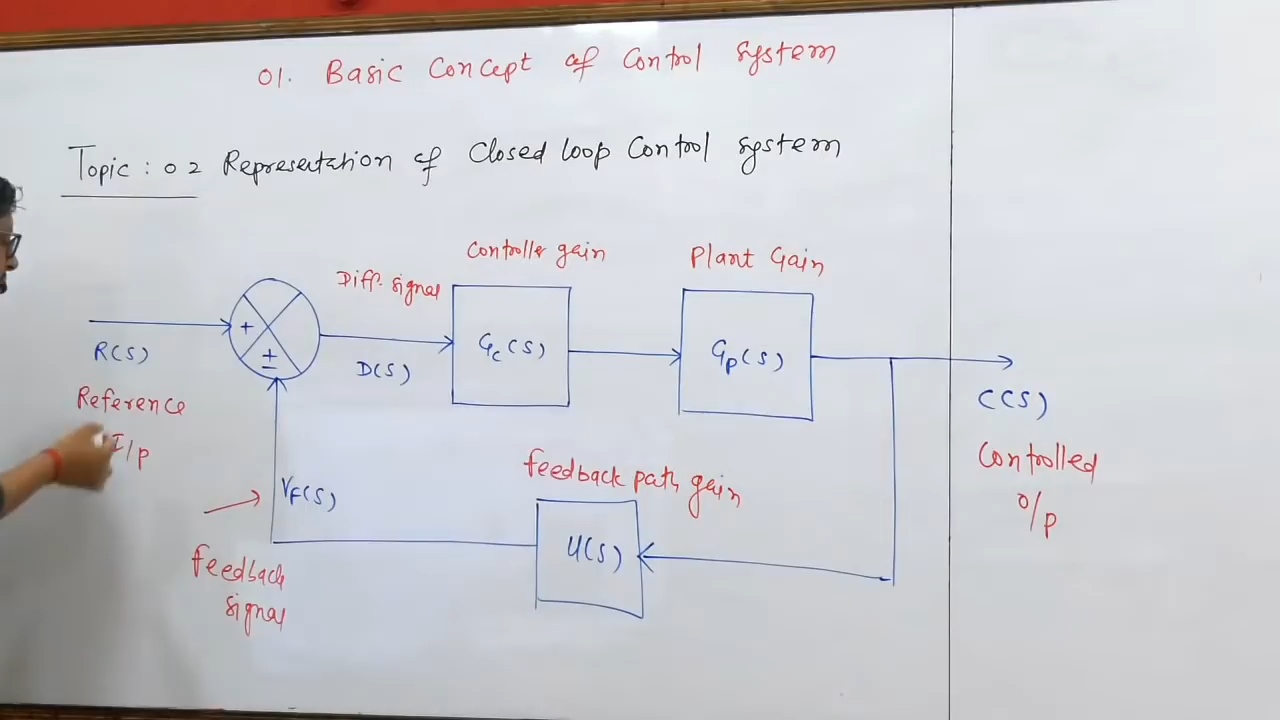 01. Basic Concept of Control System
Topic : 02 Representation of Closed loop Control System
Controller gain
Plant Gain
Diff. signal
+
±
R(S)
D(S)
Gc(S)
Gp(S)
C(S)
Reference
I/p
Controlled
O/p
feedback path gain
VF(S)
H(S)
feedback
signal